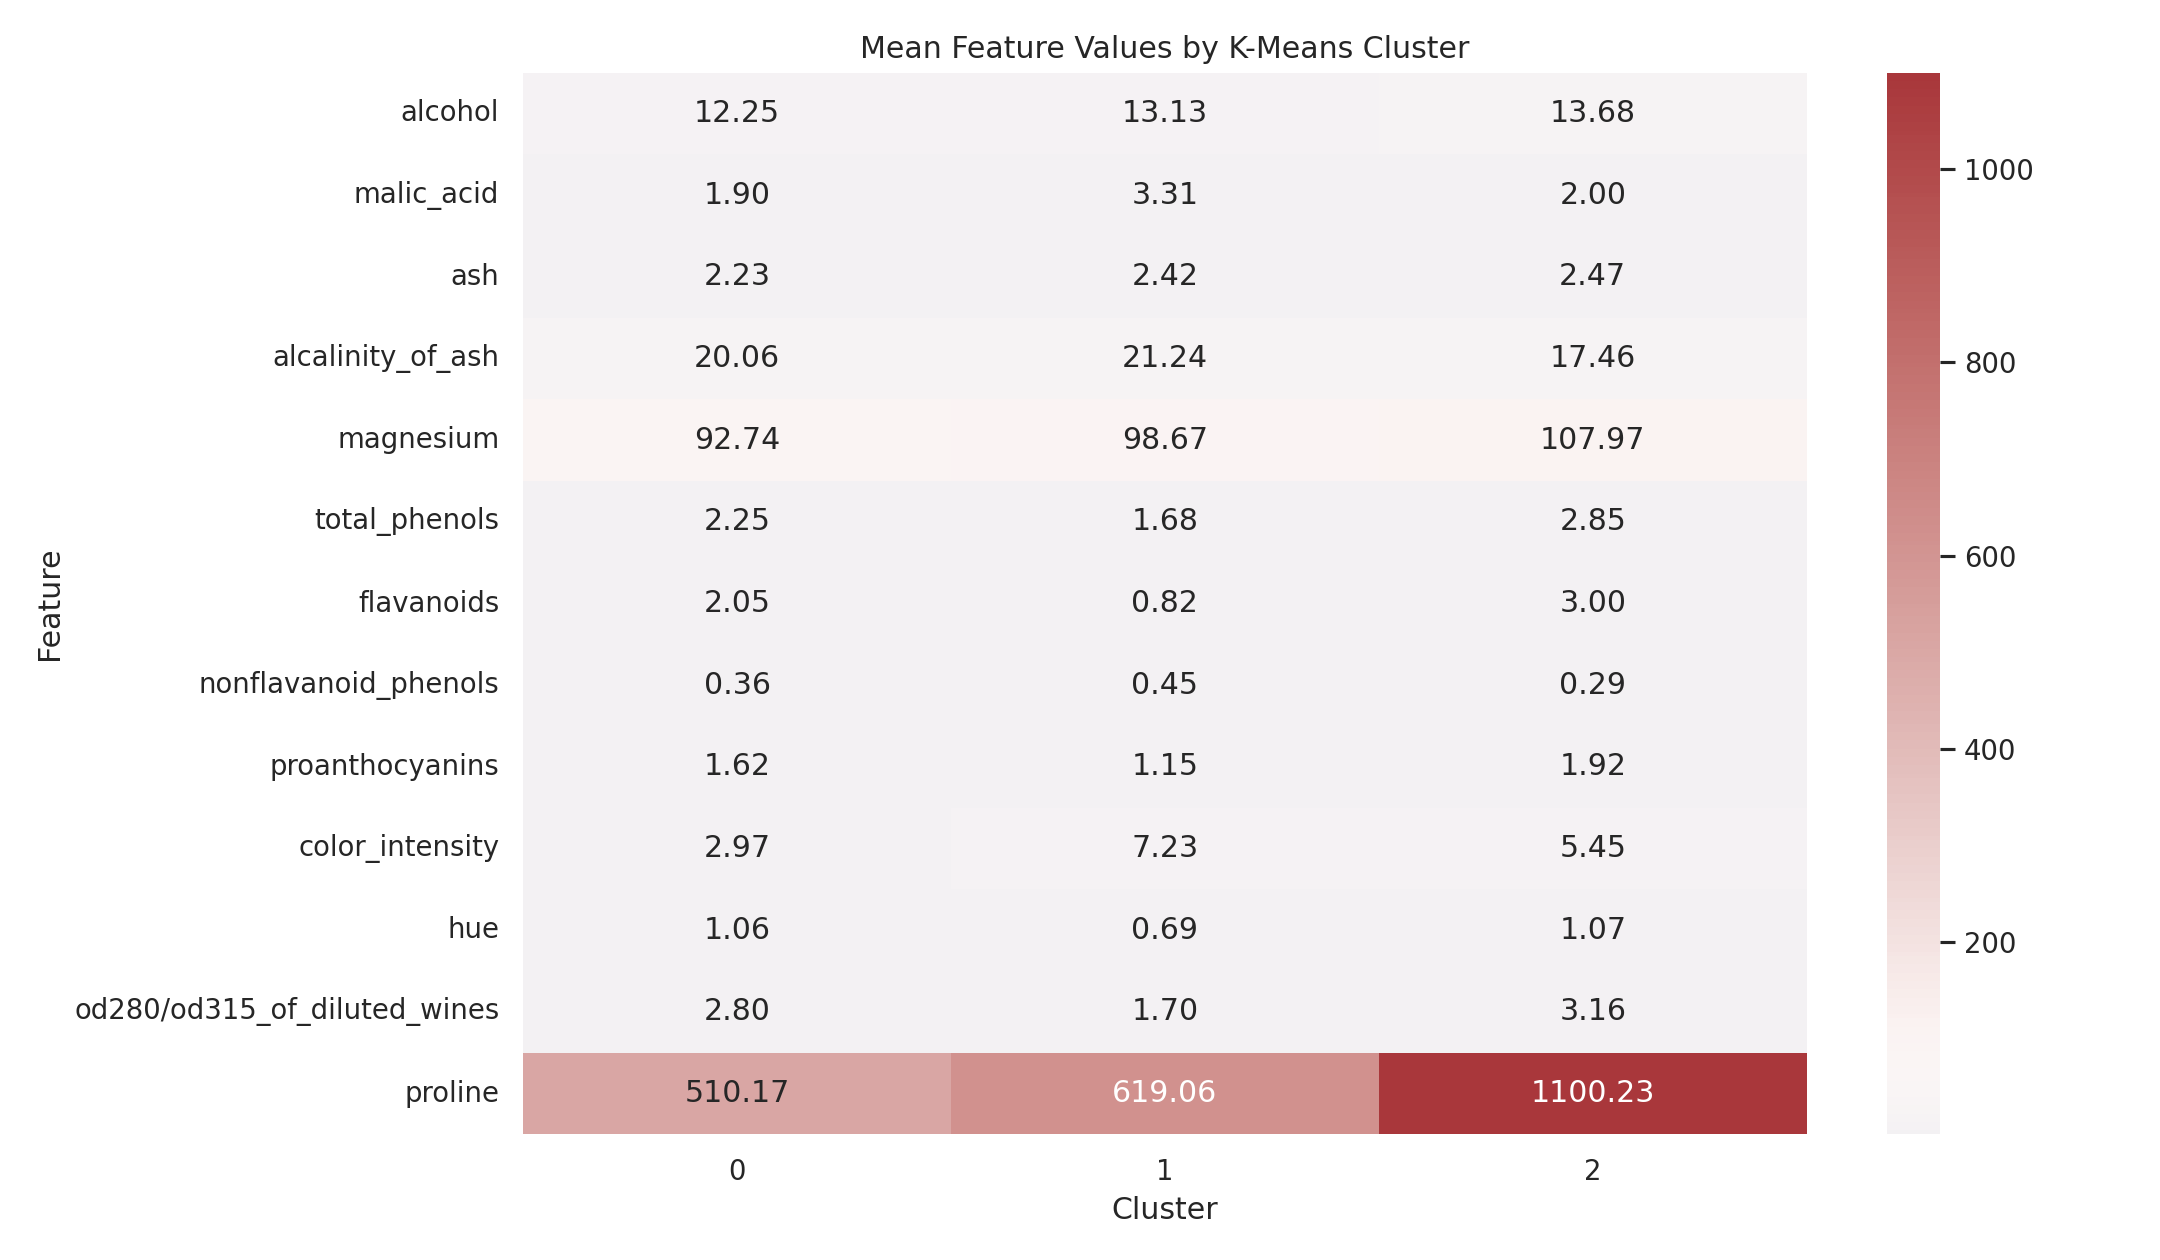 Mean Feature Values by K-Means Cluster
alcohol 12.25 13.13 13.68
malic_acid 1.90 3.31 2.00
ash 2.23 2.42 2.47
alcalinity_of_ash 20.06 21.24 17.46
magnesium 92.74 98.67 107.97
total_phenols 2.25 1.68 2.85
flavanoids 2.05 0.82 3.00
nonflavanoid_phenols 0.36 0.45 0.29
proanthocyanins 1.62 1.15 1.92
color_intensity 2.97 7.23 5.45
hue 1.06 0.69 1.07
od280/od315_of_diluted_wines 2.80 1.70 3.16
proline 510.17 619.06 1100.23
0 1 2
Cluster
Feature
1000
800
600
400
200